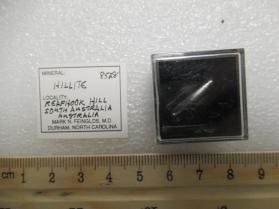 MINERAL: 8528
HILLITE
LOCALITY:
REAPHOOK HILL
SOUTH AUSTRALIA
AUSTRALIA
MARK N. FEINGLOS, M.D.
DURHAM, NORTH CAROLINA
9 8 7 6 5 4 3 2 1
cm